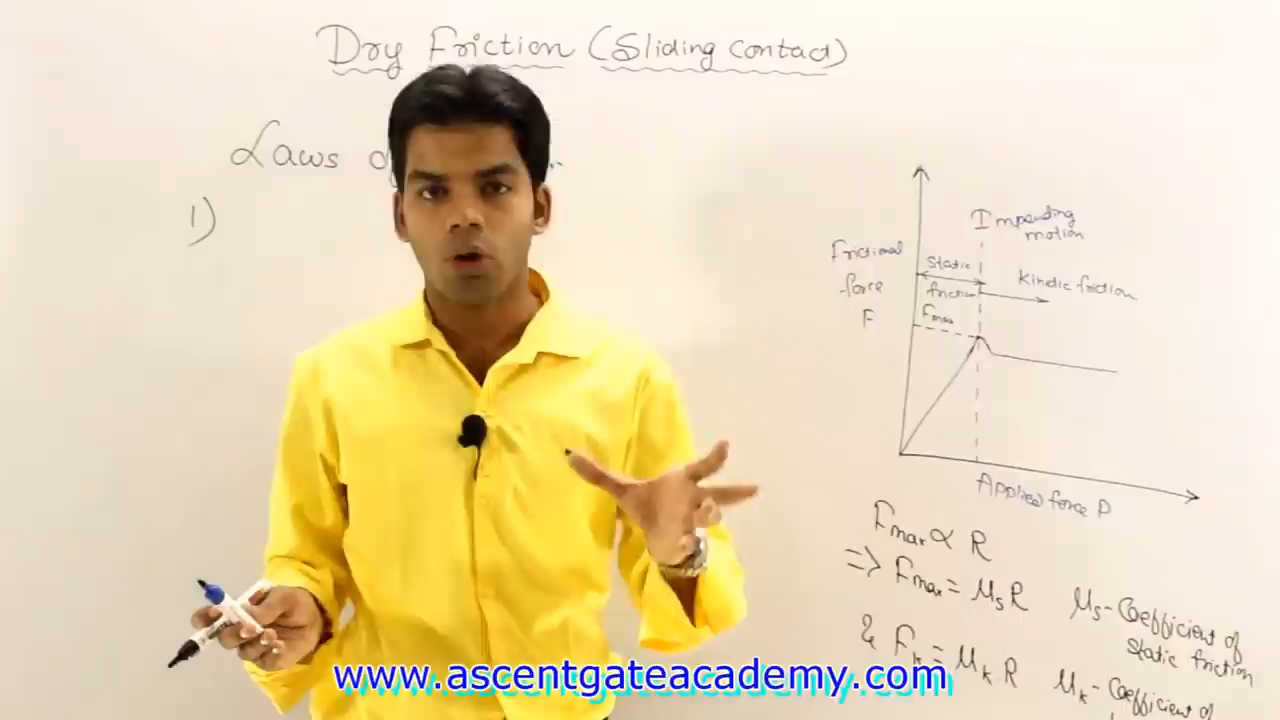 Dry Friction (Sliding contact)
Laws
1)
Impending
motion
Frictional
force
F
Static
friction
Kinetic friction
Fmax
Applied force P
Fmax ∝ R
=> Fmax = μsR
μs - Coefficient of
static friction
& Fk = μk R
μk - Coefficient of
www.ascentgateacademy.com